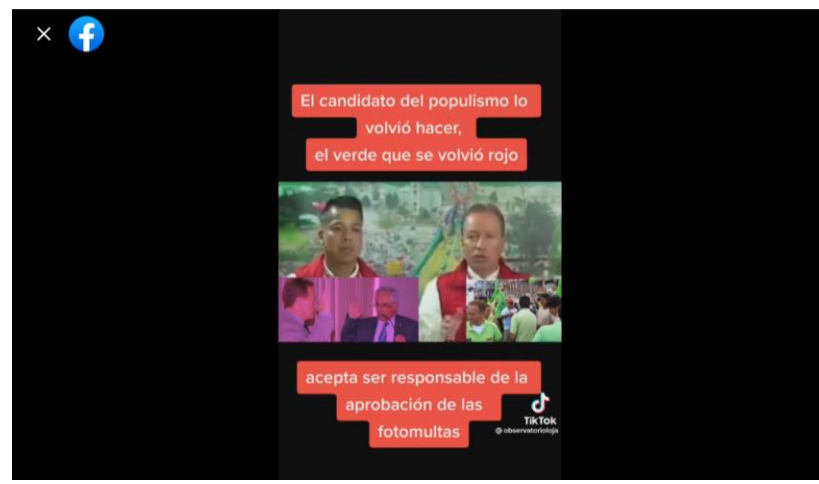 El candidato del populismo lo
volvió hacer,
el verde que se volvió rojo
acepta ser responsable de la
aprobación de las
fotomultas
TikTok
@observatorioloja